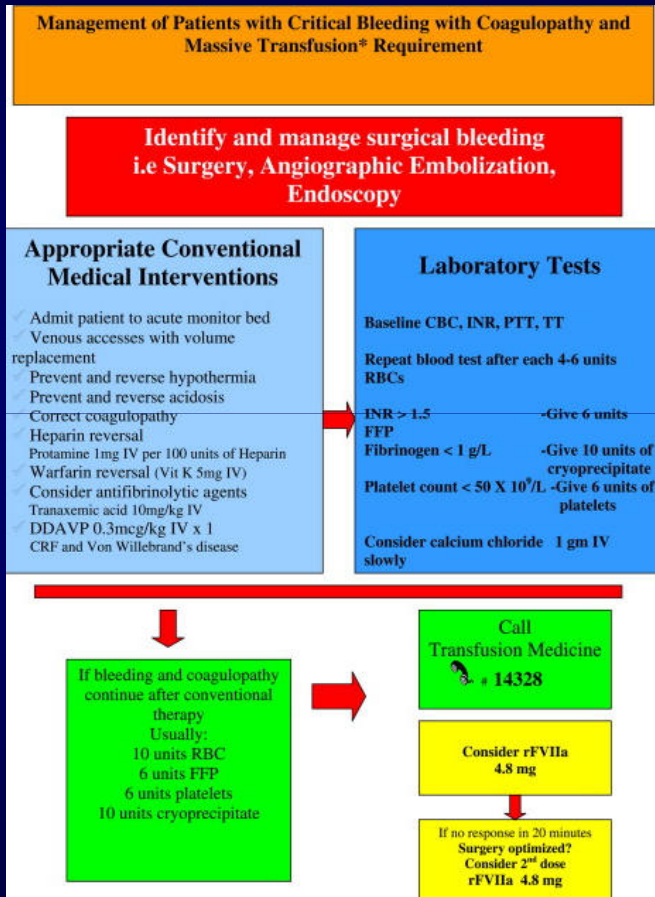 Management of Patients with Critical Bleeding with Coagulopathy and
Massive Transfusion* Requirement
Identify and manage surgical bleeding
i.e Surgery, Angiographic Embolization,
Endoscopy
Appropriate Conventional
Medical Interventions
✓ Admit patient to acute monitor bed
✓ Venous accesses with volume
replacement
✓ Prevent and reverse hypothermia
✓ Prevent and reverse acidosis
✓ Correct coagulopathy
✓ Heparin reversal
Protamine 1mg IV per 100 units of Heparin
✓ Warfarin reversal (Vit K 5mg IV)
✓ Consider antifibrinolytic agents
Tranaxemic acid 10mg/kg IV
✓ DDAVP 0.3mcg/kg IV x 1
CRF and Von Willebrand's disease
Laboratory Tests
Baseline CBC, INR, PTT, TT
Repeat blood test after each 4-6 units
RBCs
INR > 1.5 -Give 6 units
FFP
Fibrinogen < 1 g/L -Give 10 units of
cryoprecipitate
Platelet count < 50 X 10⁹/L -Give 6 units of
platelets
Consider calcium chloride 1 gm IV
slowly
If bleeding and coagulopathy
continue after conventional
therapy
Usually:
10 units RBC
6 units FFP
6 units platelets
10 units cryoprecipitate
Call
Transfusion Medicine
# 14328
Consider rFVIIa
4.8 mg
If no response in 20 minutes
Surgery optimized?
Consider 2nd dose
rFVIIa 4.8 mg